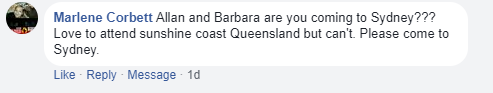 Marlene Corbett Allan and Barbara are you coming to Sydney???
Love to attend sunshine coast Queensland but can't. Please come to
Sydney.
Like · Reply · Message · 1d